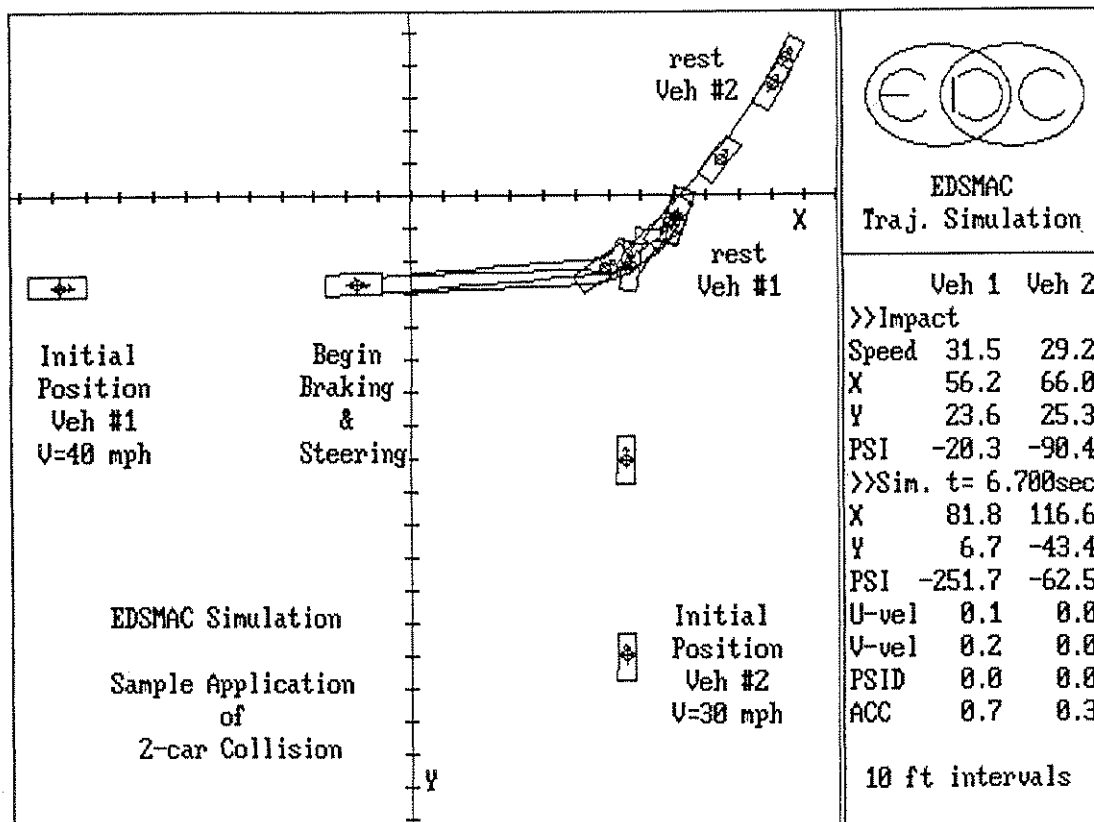 rest
Veh #2
X
rest
Veh #1
Initial
Position
Veh #1
V=40 mph
Begin
Braking
&
Steering
EDSMAC Simulation
Sample Application
of
2-car Collision
Initial
Position
Veh #2
V=30 mph
Y
EDC
EDSMAC
Traj. Simulation
Veh 1 Veh 2
>>Impact
Speed 31.5 29.2
X 56.2 66.0
Y 23.6 25.3
PSI -20.3 -90.4
>>Sim. t= 6.700sec
X 81.8 116.6
Y 6.7 -43.4
PSI -251.7 -62.5
U-vel 0.1 0.0
V-vel 0.2 0.0
PSID 0.0 0.0
ACC 0.7 0.3
10 ft intervals